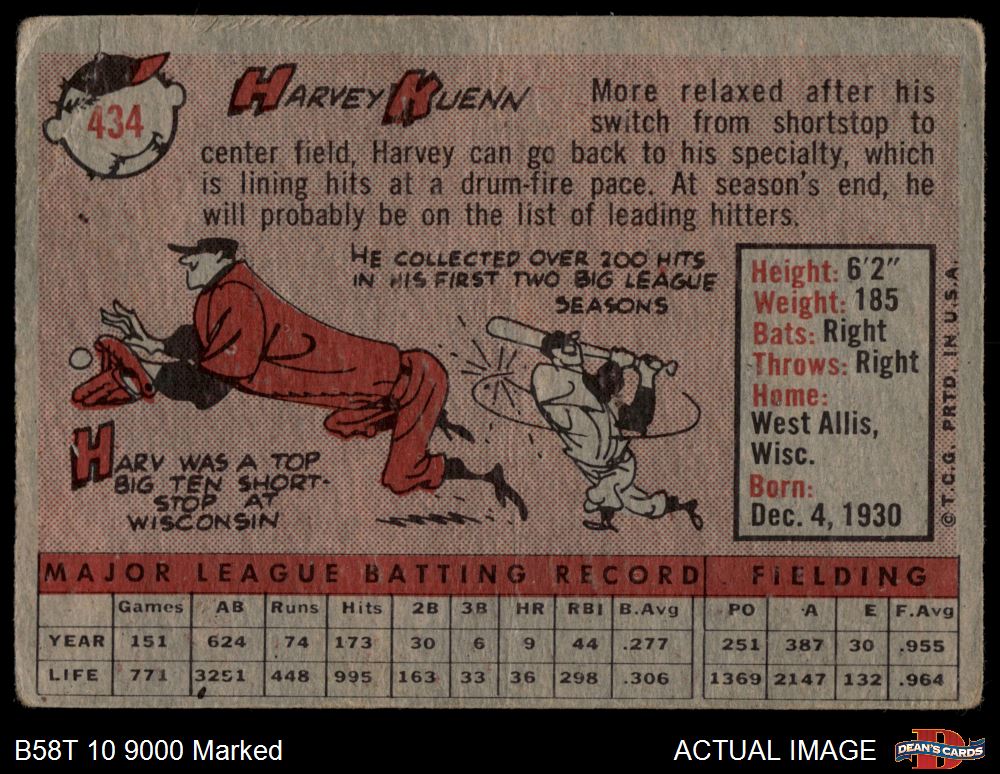 434
HARVEY KUENN
More relaxed after his
switch from shortstop to
center field, Harvey can go back to his specialty, which
is lining hits at a drum-fire pace. At season's end, he
will probably be on the list of leading hitters.
HE COLLECTED OVER 200 HITS
IN HIS FIRST TWO BIG LEAGUE
SEASONS
HARV WAS A TOP
BIG TEN SHORT-
STOP AT
WISCONSIN
Height: 6'2"
Weight: 185
Bats: Right
Throws: Right
Home:
West Allis,
Wisc.
Born:
Dec. 4, 1930
© T.C.G. PRTD. IN U.S.A.
MAJOR LEAGUE BATTING RECORD FIELDING
Games AB Runs Hits 2B 3B HR RBI B.Avg PO A E F.Avg
YEAR 151 624 74 173 30 6 9 44 .277 251 387 30 .955
LIFE 771 3251 448 995 163 33 36 298 .306 1369 2147 132 .964
B58T 10 9000 Marked
ACTUAL IMAGE
D
DEAN'S CARDS